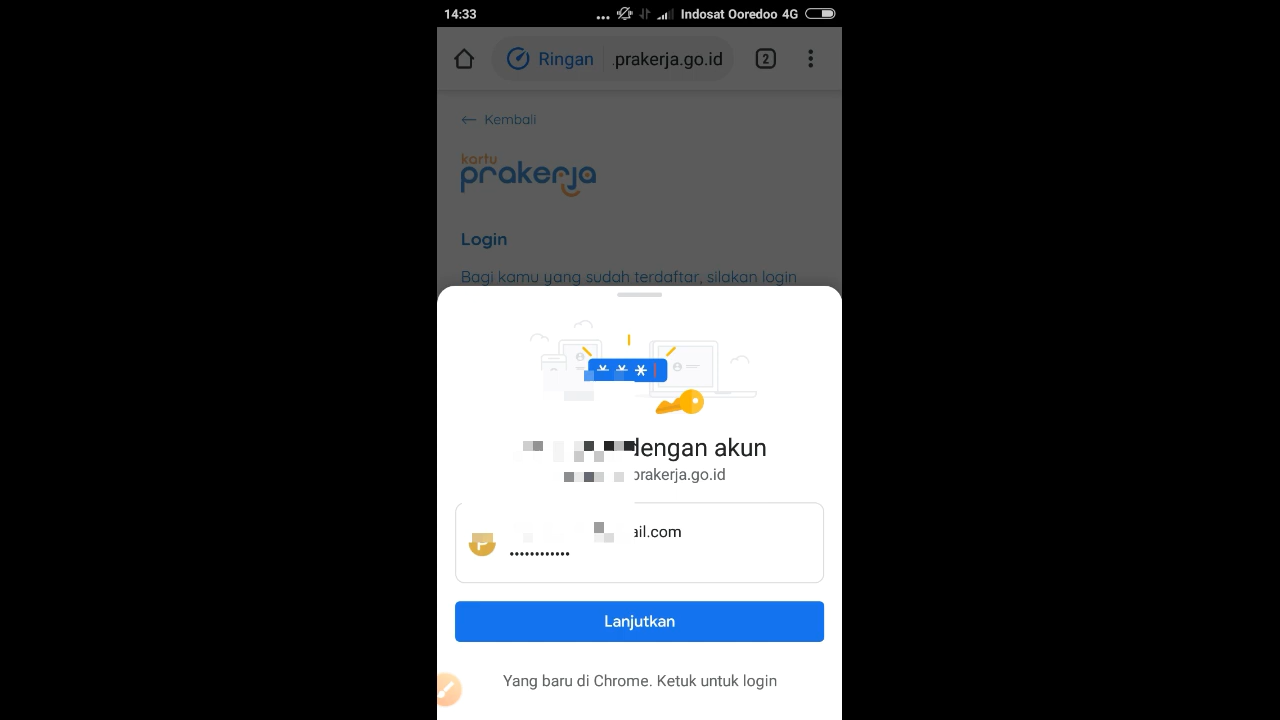 14:33
Indosat Ooredoo 4G
Ringan
.prakerja.go.id
2
← Kembali
kartu
prakerja
Login
Bagi kamu yang sudah terdaftar, silakan login
***
dengan akun
prakerja.go.id
ail.com
••••••••••••
Lanjutkan
Yang baru di Chrome. Ketuk untuk login